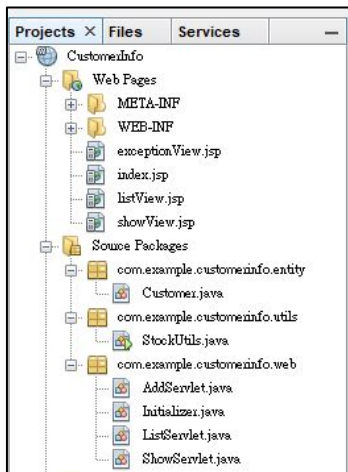 Projects × Files Services
CustomerInfo
Web Pages
META-INF
WEB-INF
exceptionView.jsp
index.jsp
listView.jsp
showView.jsp
Source Packages
com.example.customerinfo.entity
Customer.java
com.example.customerinfo.utils
StockUtils.java
com.example.customerinfo.web
AddServlet.java
Initializer.java
ListServlet.java
ShowServlet.java